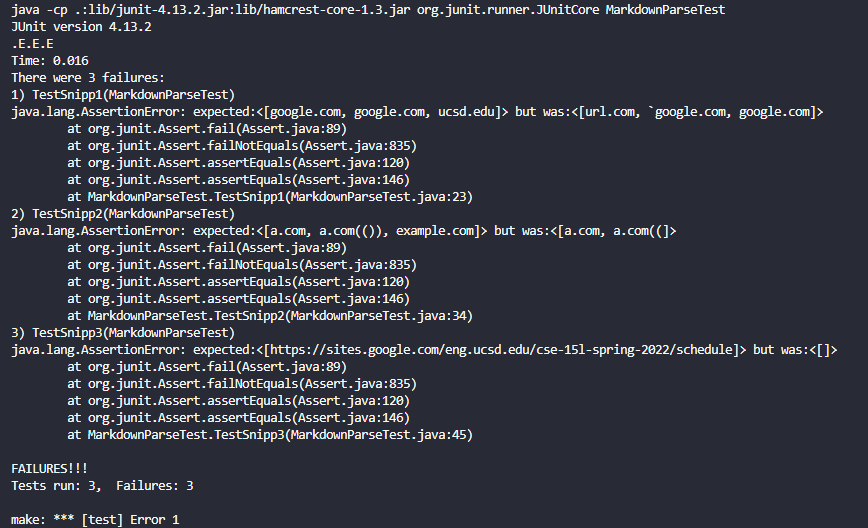 java -cp .:lib/junit-4.13.2.jar:lib/hamcrest-core-1.3.jar org.junit.runner.JUnitCore MarkdownParseTest
JUnit version 4.13.2
.E.E.E
Time: 0.016
There were 3 failures:
1) TestSnipp1(MarkdownParseTest)
java.lang.AssertionError: expected:<[google.com, google.com, ucsd.edu]> but was:<[url.com, `google.com, google.com]>
        at org.junit.Assert.fail(Assert.java:89)
        at org.junit.Assert.failNotEquals(Assert.java:835)
        at org.junit.Assert.assertEquals(Assert.java:120)
        at org.junit.Assert.assertEquals(Assert.java:146)
        at MarkdownParseTest.TestSnipp1(MarkdownParseTest.java:23)
2) TestSnipp2(MarkdownParseTest)
java.lang.AssertionError: expected:<[a.com, a.com(()), example.com]> but was:<[a.com, a.com((]>
        at org.junit.Assert.fail(Assert.java:89)
        at org.junit.Assert.failNotEquals(Assert.java:835)
        at org.junit.Assert.assertEquals(Assert.java:120)
        at org.junit.Assert.assertEquals(Assert.java:146)
        at MarkdownParseTest.TestSnipp2(MarkdownParseTest.java:34)
3) TestSnipp3(MarkdownParseTest)
java.lang.AssertionError: expected:<[https://sites.google.com/eng.ucsd.edu/cse-15l-spring-2022/schedule]> but was:<[]>
        at org.junit.Assert.fail(Assert.java:89)
        at org.junit.Assert.failNotEquals(Assert.java:835)
        at org.junit.Assert.assertEquals(Assert.java:120)
        at org.junit.Assert.assertEquals(Assert.java:146)
        at MarkdownParseTest.TestSnipp3(MarkdownParseTest.java:45)
FAILURES!!!
Tests run: 3,  Failures: 3
make: *** [test] Error 1